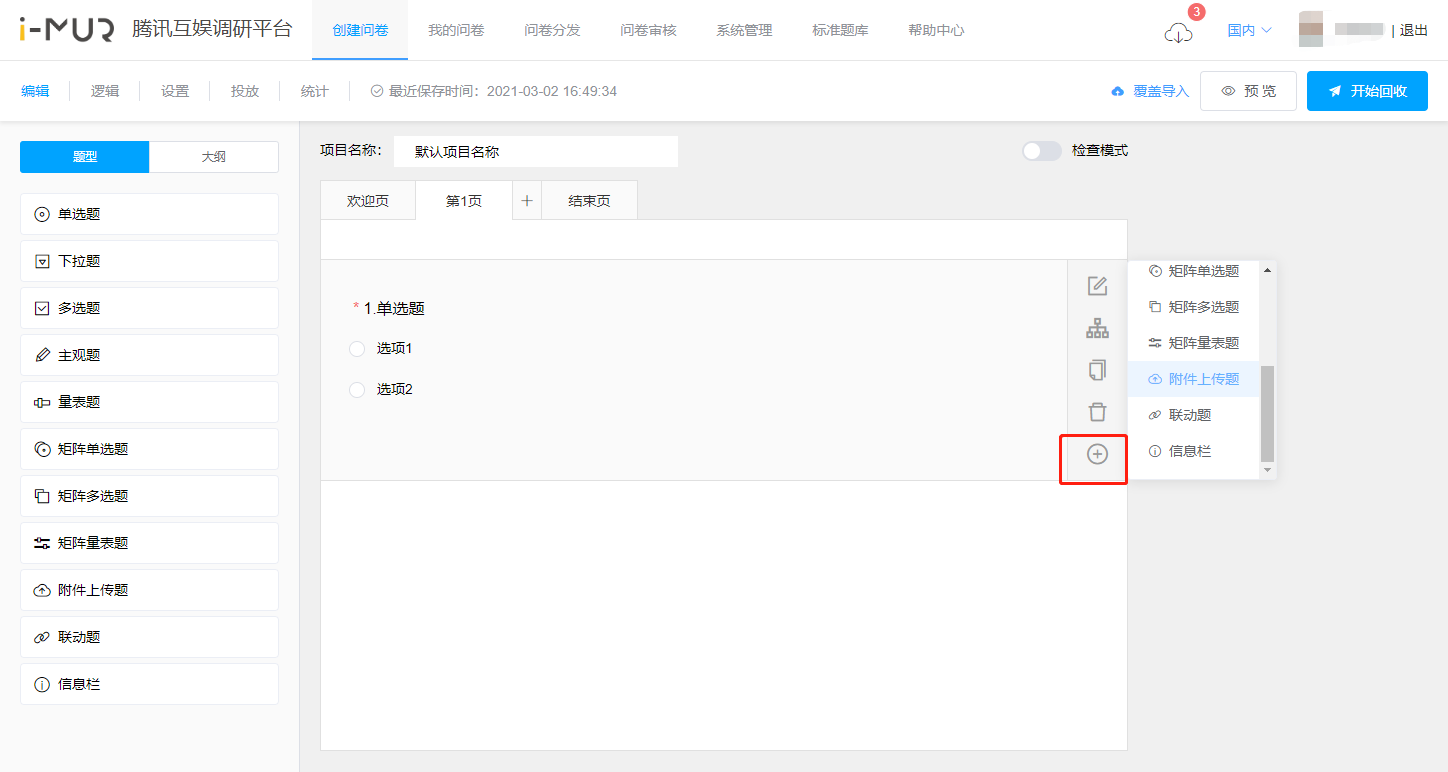 i-MUR 腾讯互娱调研平台 创建问卷 我的问卷 问卷分发 问卷审核 系统管理 标准题库 帮助中心 3 国内 | 退出
编辑 逻辑 设置 投放 统计 最近保存时间：2021-03-02 16:49:34 覆盖导入 预 览 开始回收
题型 大纲
单选题
下拉题
多选题
主观题
量表题
矩阵单选题
矩阵多选题
矩阵量表题
附件上传题
联动题
信息栏
项目名称： 默认项目名称 检查模式
欢迎页 第1页 + 结束页
* 1.单选题
选项1
选项2
矩阵单选题
矩阵多选题
矩阵量表题
附件上传题
联动题
信息栏